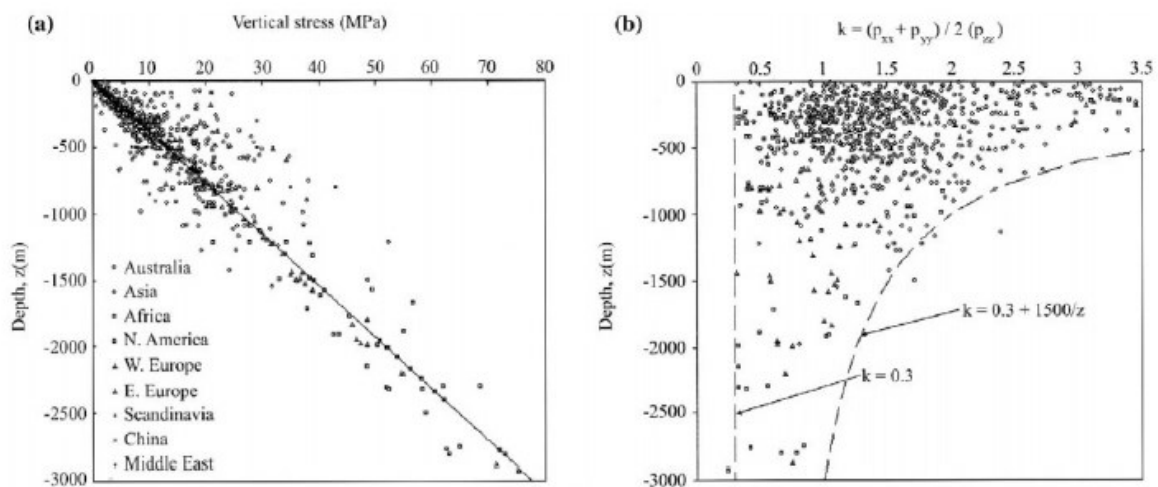 (a)
Vertical stress (MPa)
0 10 20 30 40 50 60 70 80
0
-500
-1000
-1500
-2000
-2500
-3000
Depth, z(m)
Australia
Asia
Africa
N. America
W. Europe
E. Europe
Scandinavia
China
Middle East
(b)
k = (pxx + pyy) / 2 (pzz)
0 0.5 1 1.5 2 2.5 3 3.5
0
-500
-1000
-1500
-2000
-2500
-3000
Depth, z(m)
k = 0.3 + 1500/z
k = 0.3